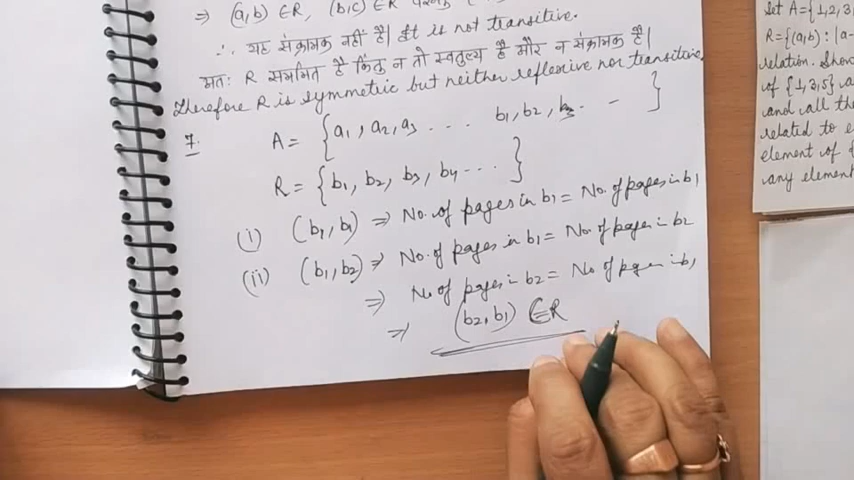 ⇒ (a,b) ∈R, (b,c) ∈R
∴ यह संक्रामक नहीं है। It is not transitive.
अतः R सममित है किंतु न तो स्वतुल्य है और न संक्रामक है।
Therefore R is symmetric but neither reflexive nor transitive.
7. A = {a1, a2, a3 . . . . b1, b2, b3 . . - }
R = {b1, b2, b3, b4 - . . . }
(i) (b1, b1) ⇒ No. of pages in b1 = No. of pages in b1
(ii) (b1, b2) ⇒ No. of pages in b1 = No. of pages in b2
⇒ No of pages in b2 = No of pages in b1
⇒ (b2, b1) ∈R
Set A = {1,2,3,
R = {(a,b) : |a-
relation. Show
of {1,3,5} a
and all the
related to e
element of {
any element